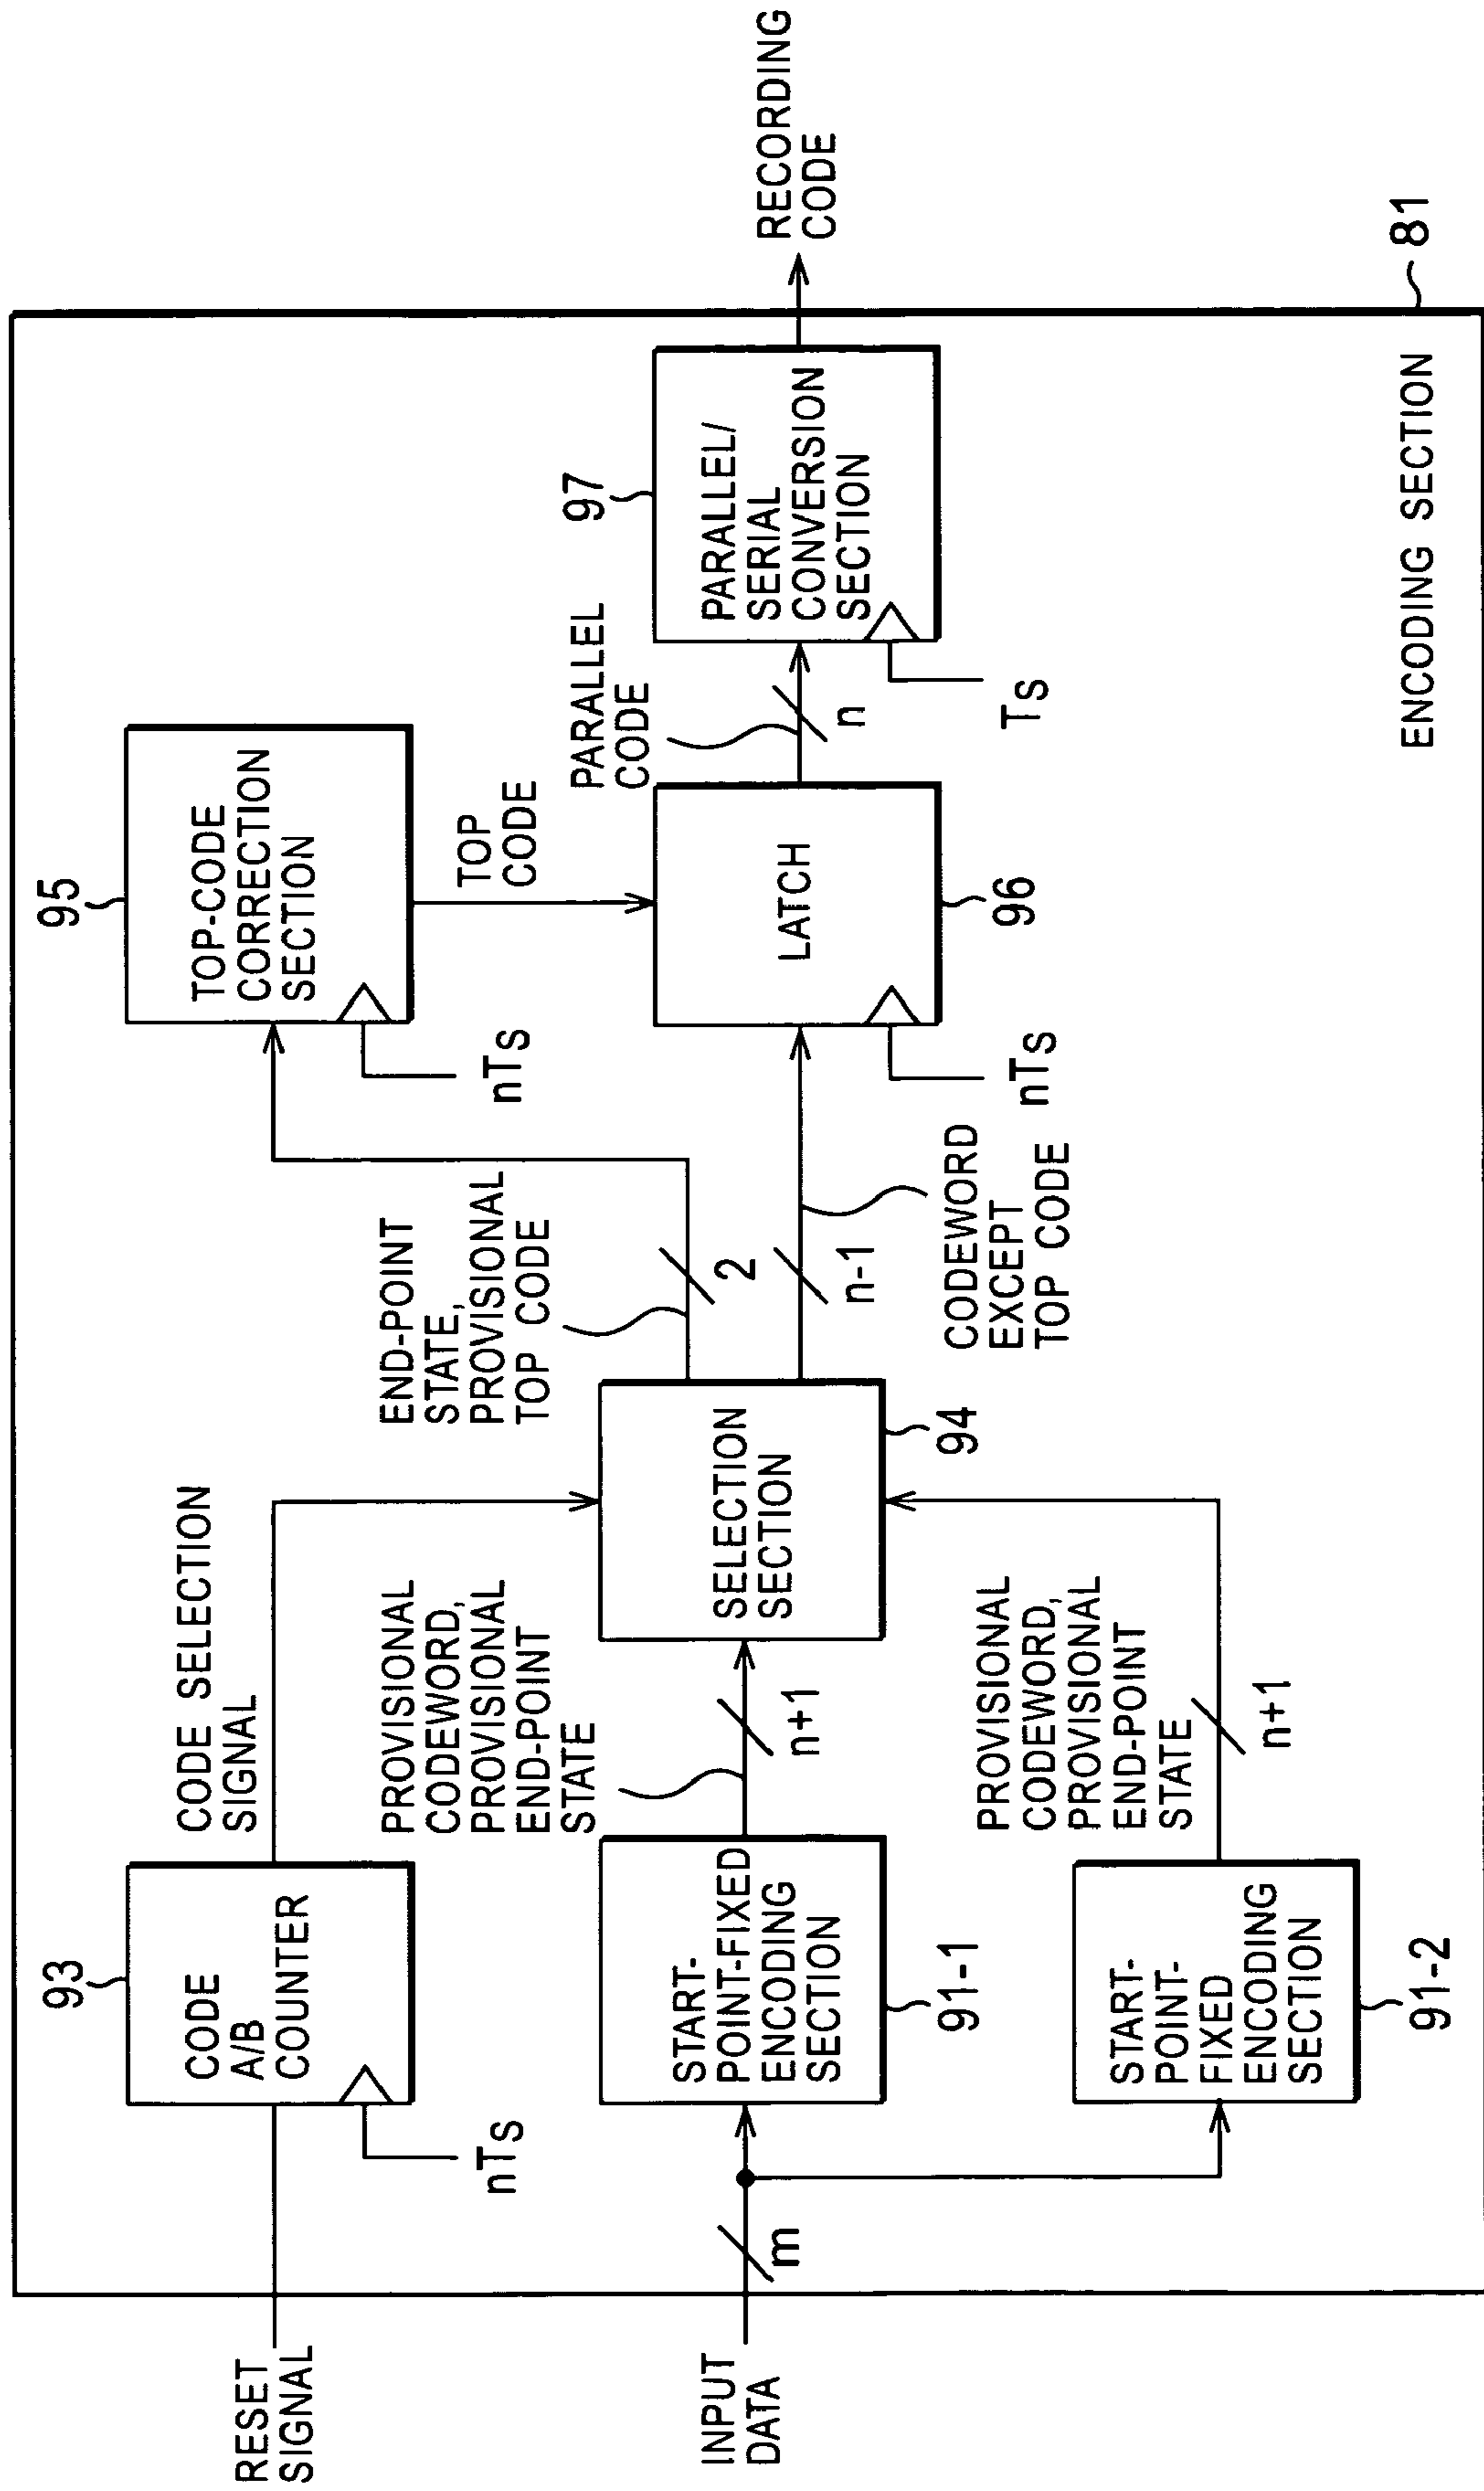 RESET
SIGNAL
93
CODE
A/B
COUNTER
nTs
CODE SELECTION
SIGNAL
INPUT
DATA
m
START-
POINT-FIXED
ENCODING
SECTION
91-1
PROVISIONAL
CODEWORD,
PROVISIONAL
END-POINT
STATE
n+1
START-
POINT-
FIXED
ENCODING
SECTION
91-2
PROVISIONAL
CODEWORD,
PROVISIONAL
END-POINT
STATE
n+1
SELECTION
SECTION
94
END-POINT
STATE,
PROVISIONAL
TOP CODE
2
n-1
CODEWORD
EXCEPT
TOP CODE
95
TOP-CODE
CORRECTION
SECTION
nTs
TOP
CODE
LATCH
96
nTs
PARALLEL
CODE
n
97
PARALLEL/
SERIAL
CONVERSION
SECTION
Ts
RECORDING
CODE
ENCODING SECTION
81